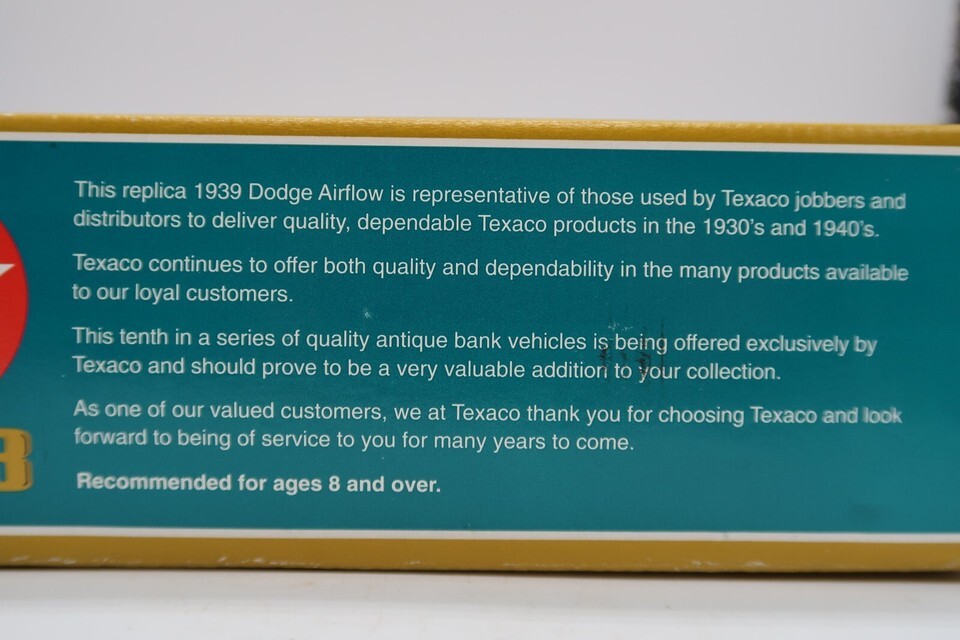 This replica 1939 Dodge Airflow is representative of those used by Texaco jobbers and
distributors to deliver quality, dependable Texaco products in the 1930's and 1940's.
Texaco continues to offer both quality and dependability in the many products available
to our loyal customers.
This tenth in a series of quality antique bank vehicles is being offered exclusively by
Texaco and should prove to be a very valuable addition to your collection.
As one of our valued customers, we at Texaco thank you for choosing Texaco and look
forward to being of service to you for many years to come.
Recommended for ages 8 and over.